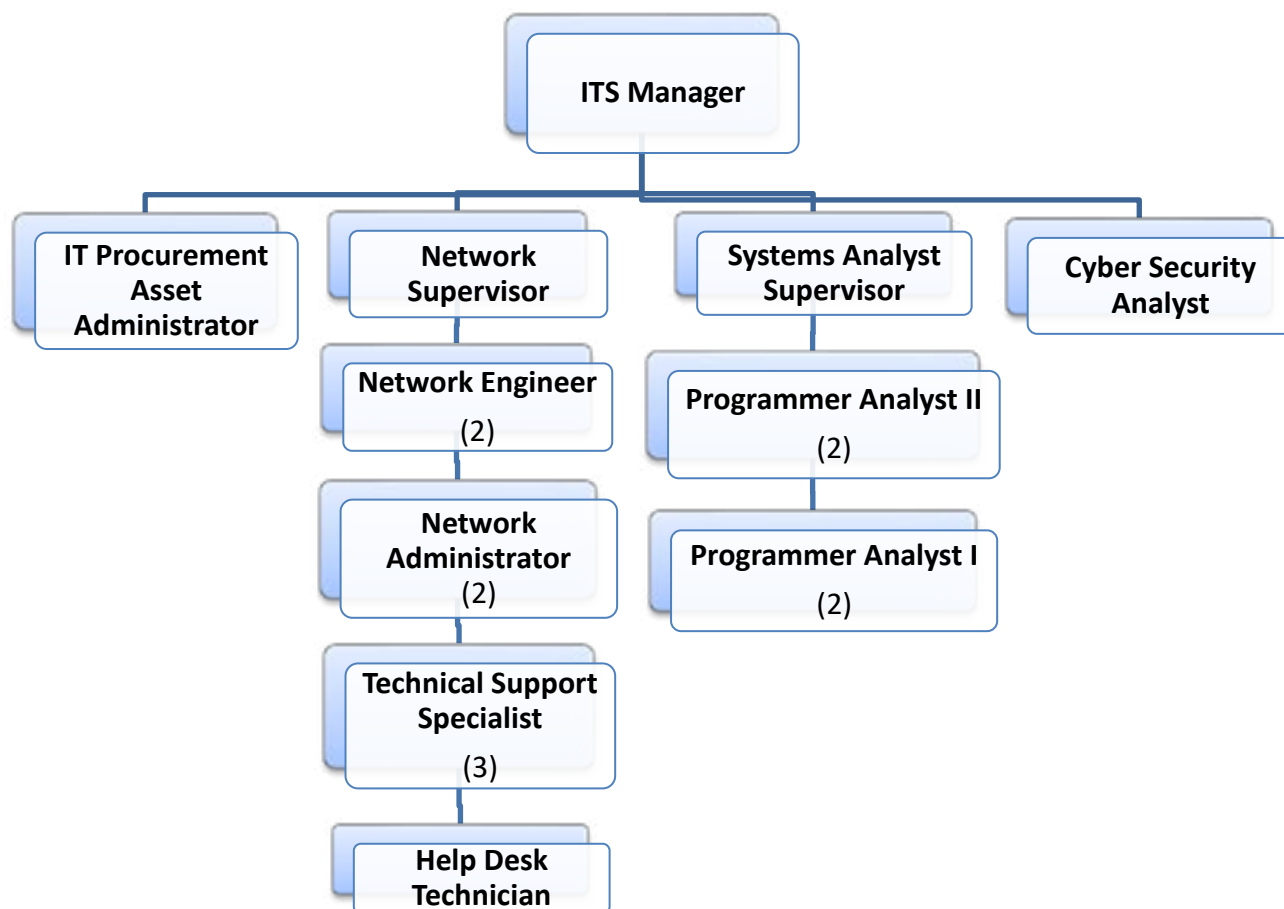 ITS Manager
IT Procurement
Asset
Administrator
Network
Supervisor
Systems Analyst
Supervisor
Cyber Security
Analyst
Network Engineer
(2)
Programmer Analyst II
(2)
Network
Administrator
(2)
Programmer Analyst I
(2)
Technical Support
Specialist
(3)
Help Desk
Technician